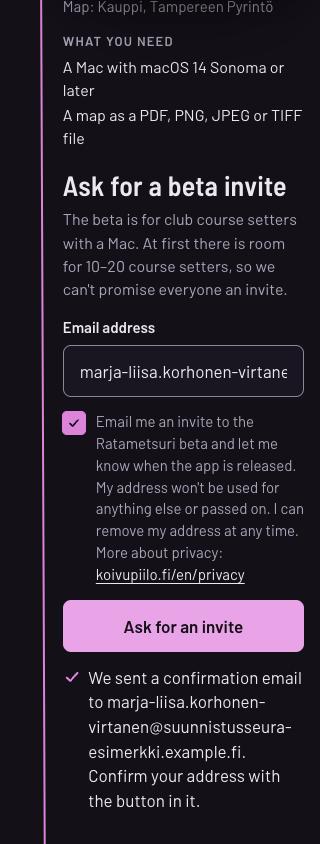 Map: Kauppi, Tampereen Pyrintö
WHAT YOU NEED
A Mac with macOS 14 Sonoma or
later
A map as a PDF, PNG, JPEG or TIFF
file
Ask for a beta invite
The beta is for club course setters
with a Mac. At first there is room
for 10–20 course setters, so we
can't promise everyone an invite.
Email address
marja-liisa.korhonen-virtane
Email me an invite to the
Ratametsuri beta and let me
know when the app is released.
My address won't be used for
anything else or passed on. I can
remove my address at any time.
More about privacy:
koivupiilo.fi/en/privacy
Ask for an invite
We sent a confirmation email
to marja-liisa.korhonen-
virtanen@suunnistusseura-
esimerkki.example.fi.
Confirm your address with
the button in it.